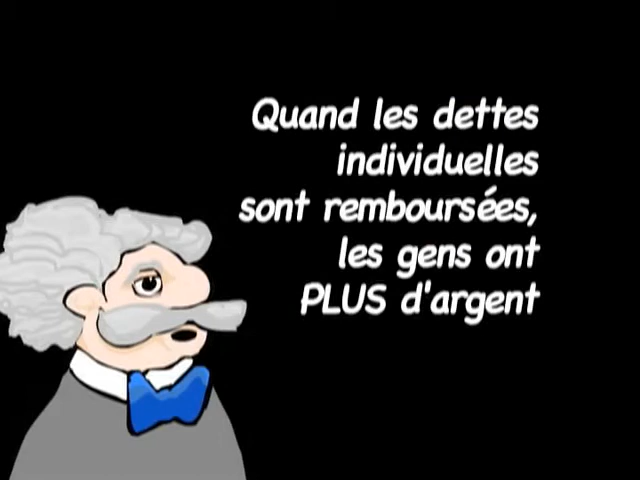 Quand les dettes
individuelles
sont remboursées,
les gens ont
PLUS d'argent